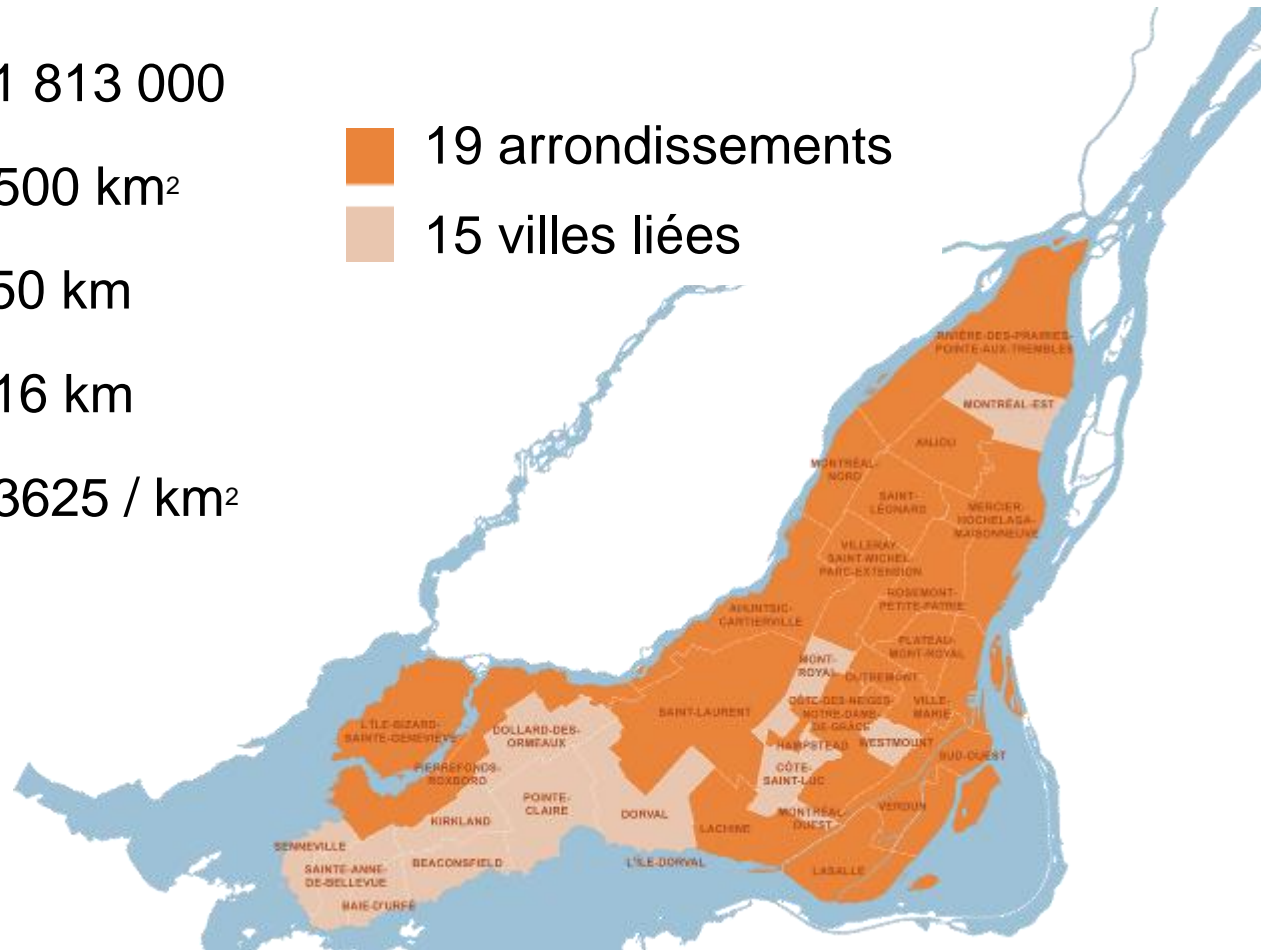 1 813 000
500 km²
50 km
16 km
3625 / km²
19 arrondissements
15 villes liées
RIVIÈRE-DES-PRAIRIES-
POINTE-AUX-TREMBLES
MONTRÉAL-EST
ANJOU
MONTRÉAL-
NORD
SAINT-
LÉONARD
MERCIER-
HOCHELAGA-
MAISONNEUVE
VILLERAY-
SAINT-MICHEL-
PARC-EXTENSION
ROSEMONT-
PETITE-PATRIE
AHUNTSIC-
CARTIERVILLE
PLATEAU-
MONT-ROYAL
MONT-
ROYAL
OUTREMONT
SAINT-LAURENT
CÔTE-DES-NEIGES-
NOTRE-DAME-
DE-GRÂCE
VILLE-
MARIE
L'ÎLE-BIZARD-
SAINTE-GENEVIÈVE
DOLLARD-DES-
ORMEAUX
HAMPSTEAD
WESTMOUNT
SUD-OUEST
PIERREFONDS-
ROXBORO
CÔTE-
SAINT-LUC
POINTE-
CLAIRE
DORVAL
MONTRÉAL-
OUEST
VERDUN
KIRKLAND
LACHINE
SENNEVILLE
BEACONSFIELD
L'ÎLE-DORVAL
SAINTE-ANNE-
DE-BELLEVUE
LASALLE
BAIE-D'URFÉ